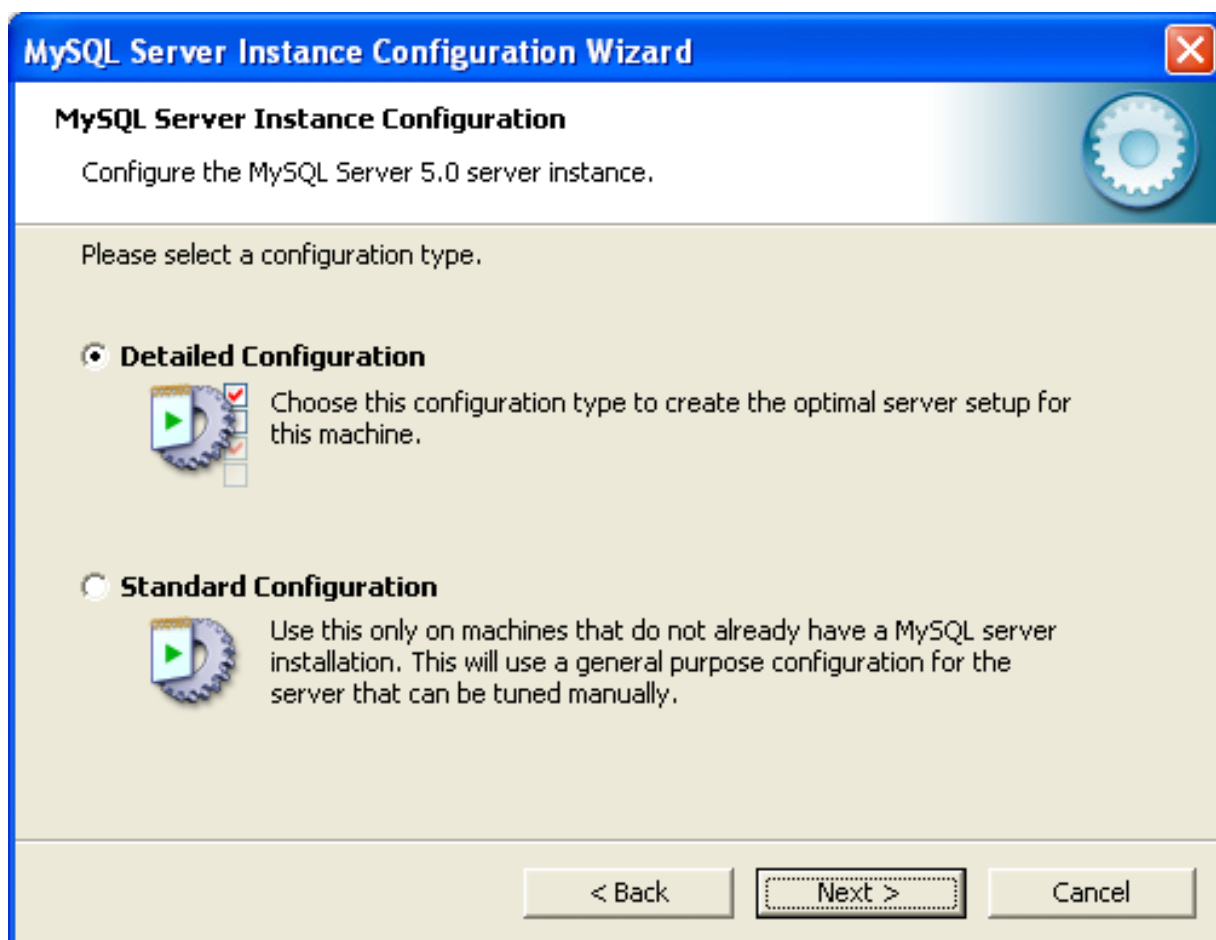 MySQL Server Instance Configuration Wizard
MySQL Server Instance Configuration
Configure the MySQL Server 5.0 server instance.
Please select a configuration type.
Detailed Configuration
Choose this configuration type to create the optimal server setup for
this machine.
Standard Configuration
Use this only on machines that do not already have a MySQL server
installation. This will use a general purpose configuration for the
server that can be tuned manually.
< Back
Next >
Cancel